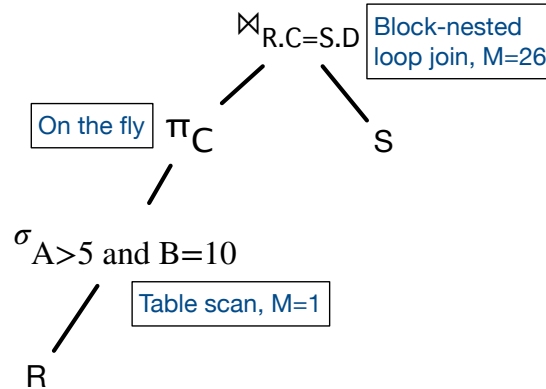 ⋈R.C=S.D
Block-nested
loop join, M=26
On the fly
πC
S
σA>5 and B=10
Table scan, M=1
R